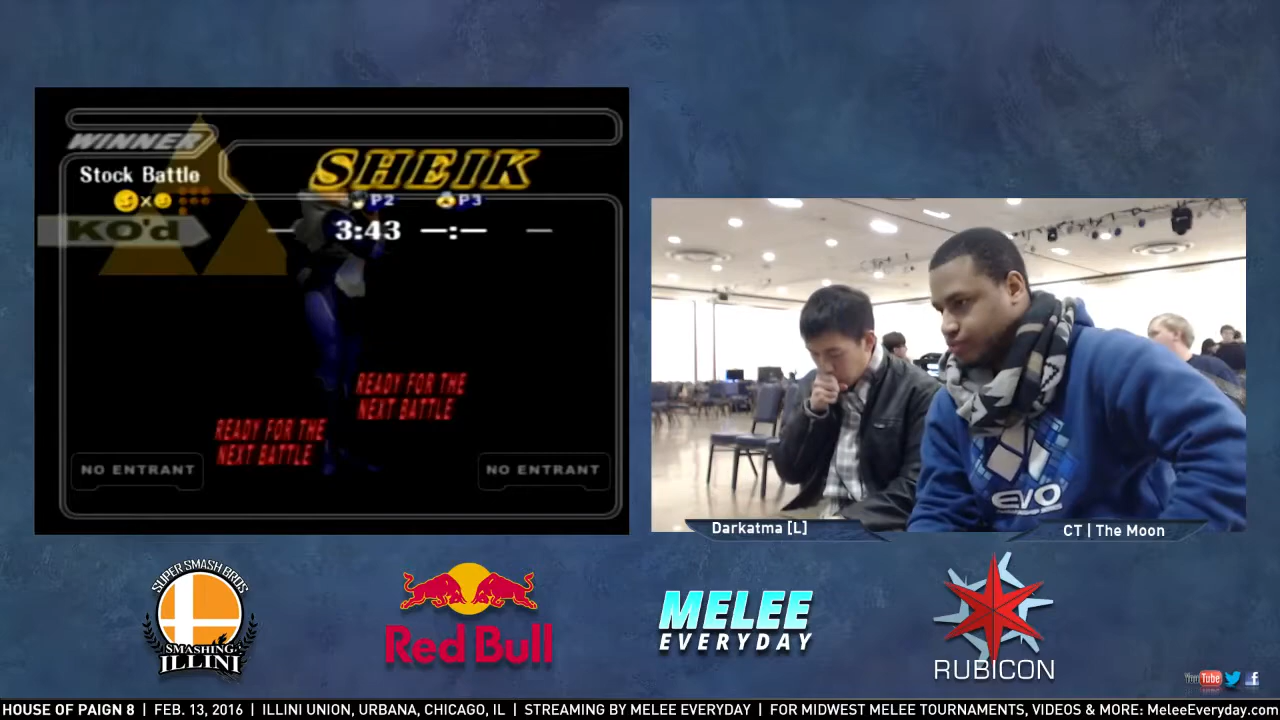 WINNER
SHEIK
Stock Battle
x
P2
P3
KO'd
3:43
—:—
READY FOR THE
NEXT BATTLE
READY FOR THE
NEXT BATTLE
NO ENTRANT
NO ENTRANT
EVO
Darkatma [L]
CT | The Moon
SUPER SMASH BROS
SMASHING
ILLINI
Red Bull
MELEE
EVERYDAY
RUBICON
YouTube
HOUSE OF PAIGN 8 | FEB. 13, 2016 | ILLINI UNION, URBANA, CHICAGO, IL | STREAMING BY MELEE EVERYDAY | FOR MIDWEST MELEE TOURNAMENTS, VIDEOS & MORE: MeleeEveryday.com